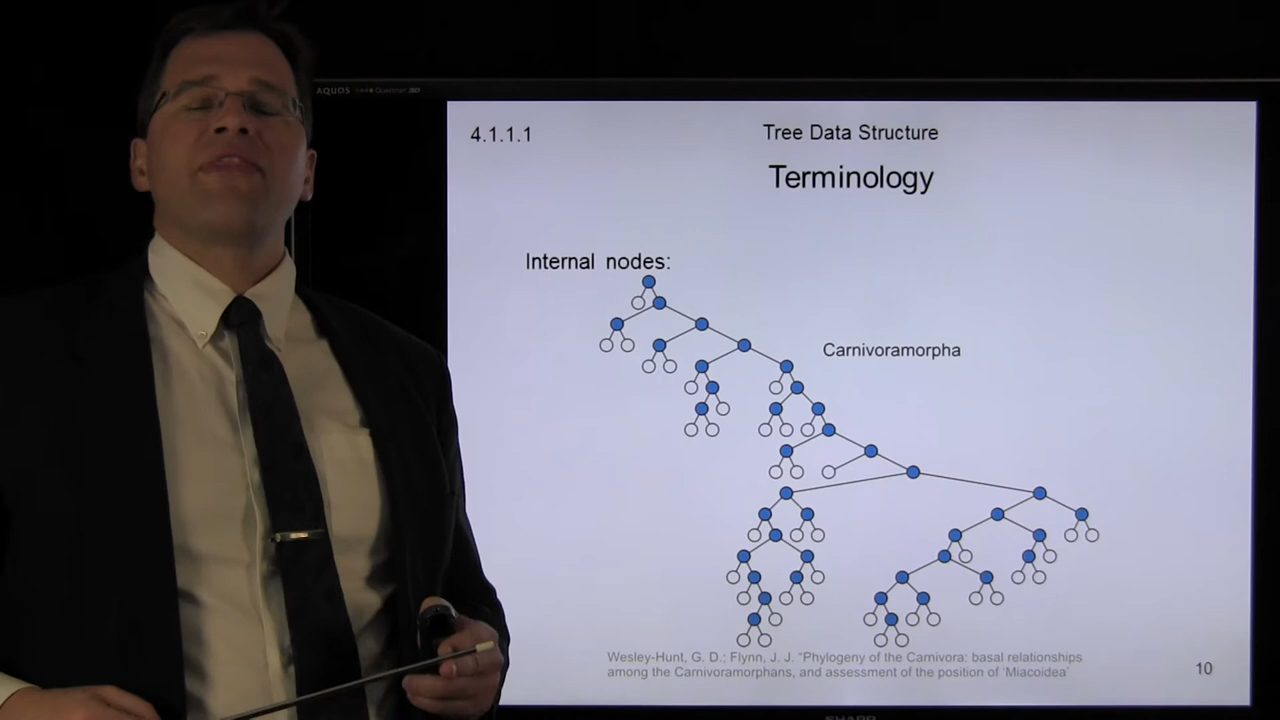 AQUOS
4.1.1.1
Tree Data Structure
Terminology
Internal nodes:
Carnivoramorpha
Wesley-Hunt, G. D.; Flynn, J. J. “Phylogeny of the Carnivora: basal relationships
among the Carnivoramorphans, and assessment of the position of ‘Miacoidea’
10
SHARP